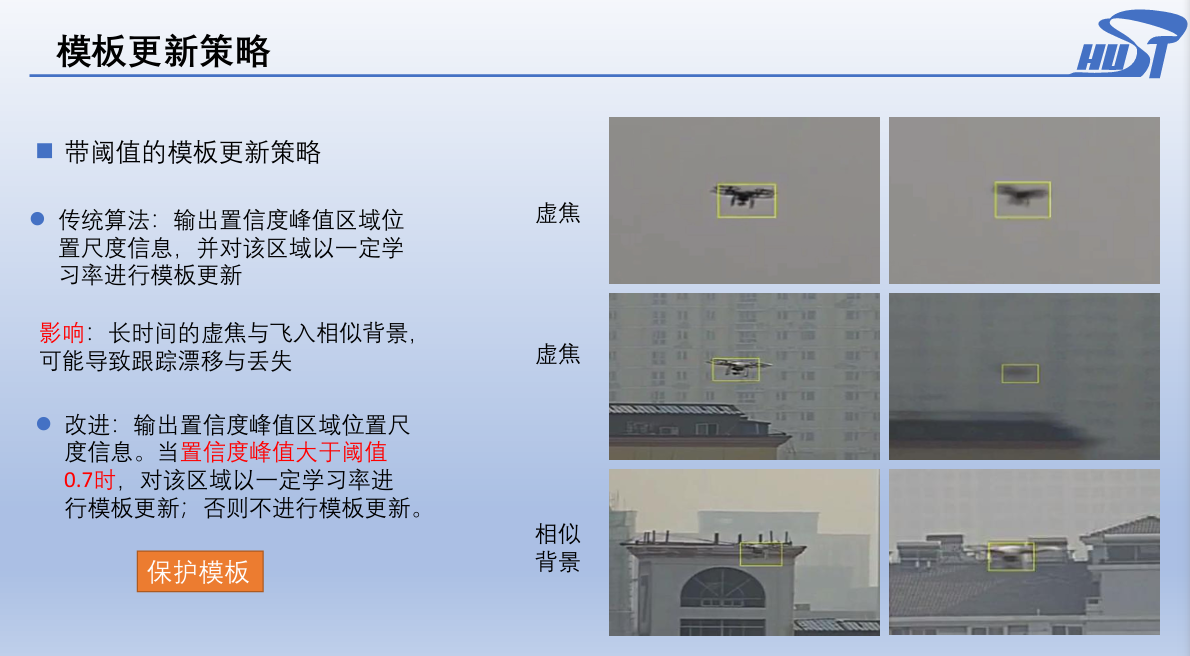 模板更新策略
HUST
带阈值的模板更新策略
传统算法：输出置信度峰值区域位
置尺度信息，并对该区域以一定学
习率进行模板更新
影响：长时间的虚焦与飞入相似背景，
可能导致跟踪漂移与丢失
改进：输出置信度峰值区域位置尺
度信息。当置信度峰值大于阈值
0.7时，对该区域以一定学习率进
行模板更新；否则不进行模板更新。
保护模板
虚焦
虚焦
相似
背景